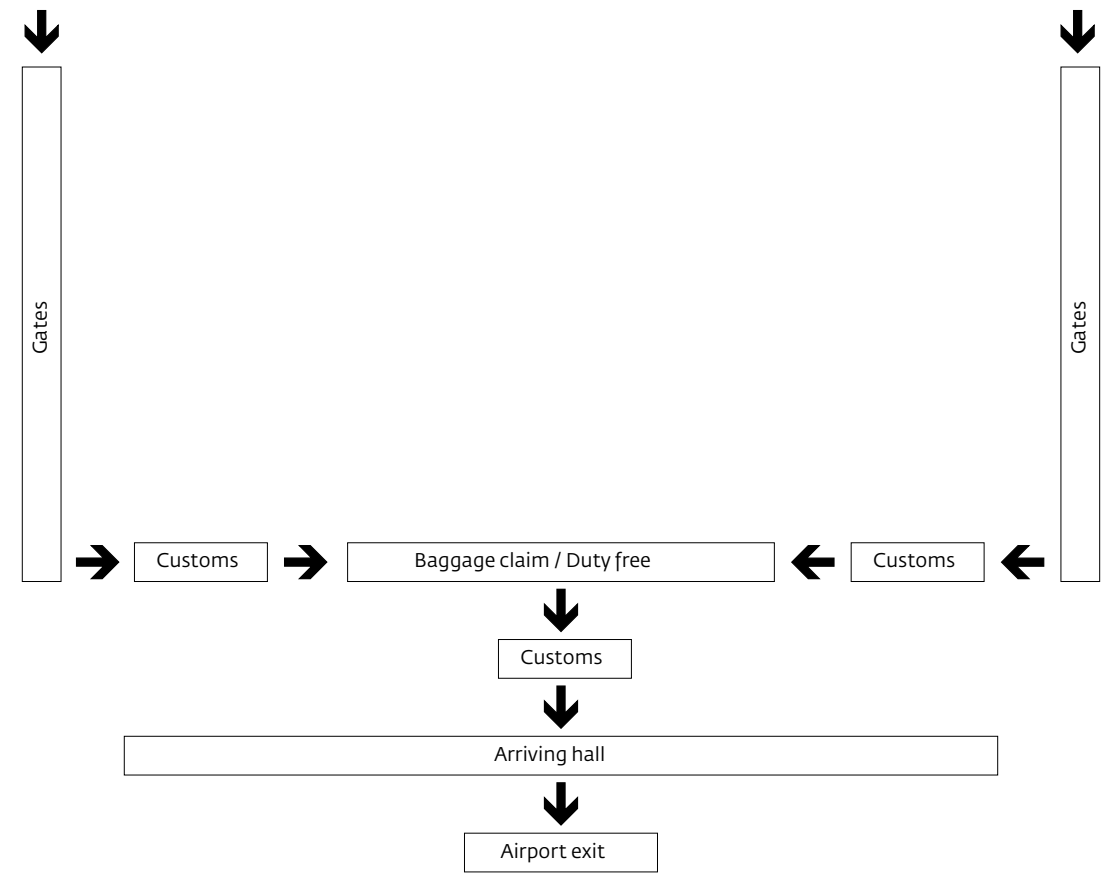 Gates
Gates
Customs
Baggage claim / Duty free
Customs
Customs
Arriving hall
Airport exit